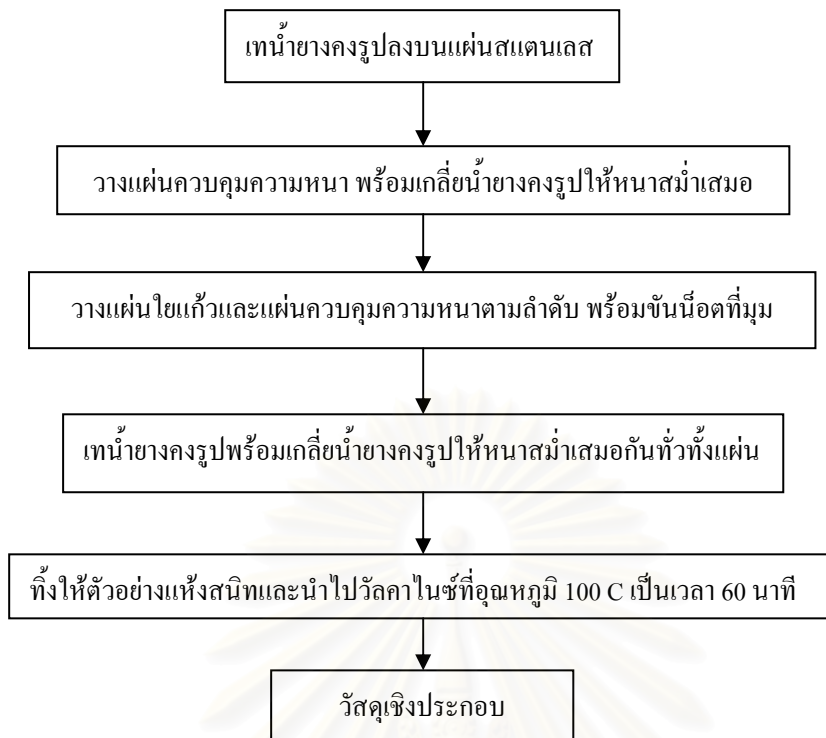 เทน้ำยางคงรูปลงบนแผ่นสแตนเลส
วางแผ่นควบคุมความหนา พร้อมเกลี่ยน้ำยางคงรูปให้หนาสม่ำเสมอ
วางแผ่นใยแก้วและแผ่นควบคุมความหนาตามลำดับ พร้อมขันน็อตที่มุม
เทน้ำยางคงรูปพร้อมเกลี่ยน้ำยางคงรูปให้หนาสม่ำเสมอกันทั่วทั้งแผ่น
ทิ้งให้ตัวอย่างแห้งสนิทและนำไปวัลคาไนซ์ที่อุณหภูมิ 100 C เป็นเวลา 60 นาที
วัสดุเชิงประกอบ